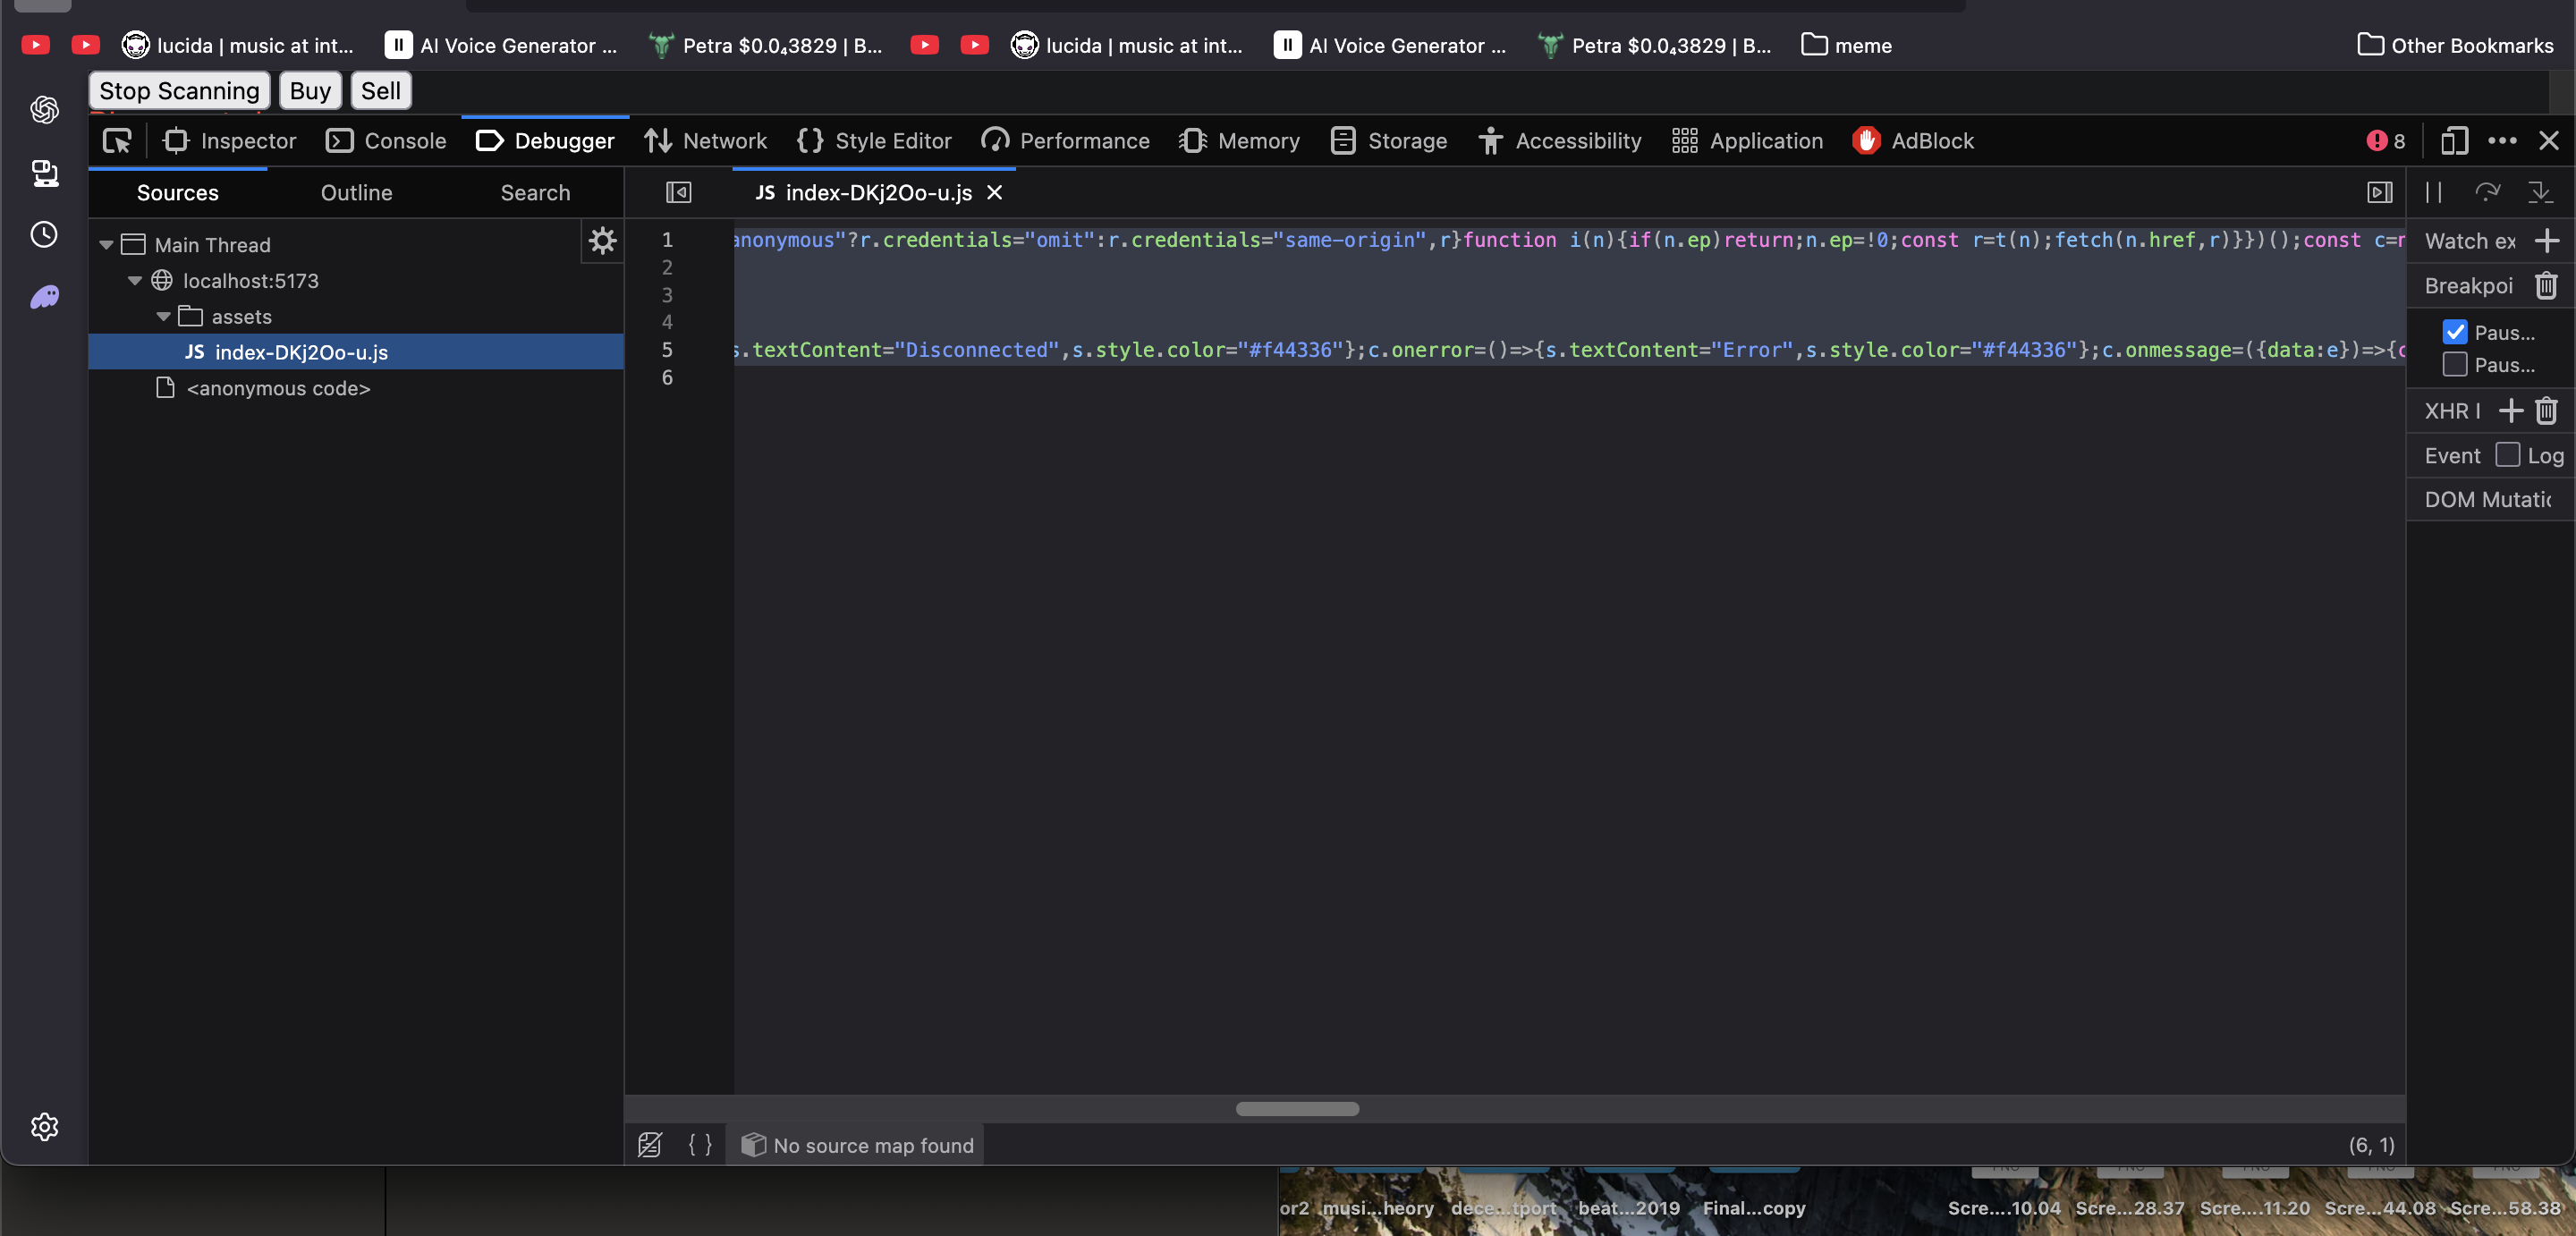 lucida | music at int... AI Voice Generator ... Petra $0.0₄3829 | B... lucida | music at int... AI Voice Generator ... Petra $0.0₄3829 | B... meme Other Bookmarks
Stop Scanning Buy Sell
Inspector Console Debugger Network Style Editor Performance Memory Storage Accessibility Application AdBlock 8
Sources Outline Search JS index-DKj2Oo-u.js
Main Thread
localhost:5173
assets
JS index-DKj2Oo-u.js
<anonymous code>
1 anonymous"?r.credentials="omit":r.credentials="same-origin",r}function i(n){if(n.ep)return;n.ep=!0;const r=t(n);fetch(n.href,r)}})();const c=n
2
3
4
5 s.textContent="Disconnected",s.style.color="#f44336"};c.onerror=()=>{s.textContent="Error",s.style.color="#f44336"};c.onmessage=({data:e})=>{c
6
Watch ex
Breakpoi
Paus...
Paus...
XHR
Event Log
DOM Mutatic
{ } No source map found (6, 1)
or2 musi...heory dece...tport beat...2019 Final...copy Scre....10.04 Scre...28.37 Scre....11.20 Scre...44.08 Scre...58.38